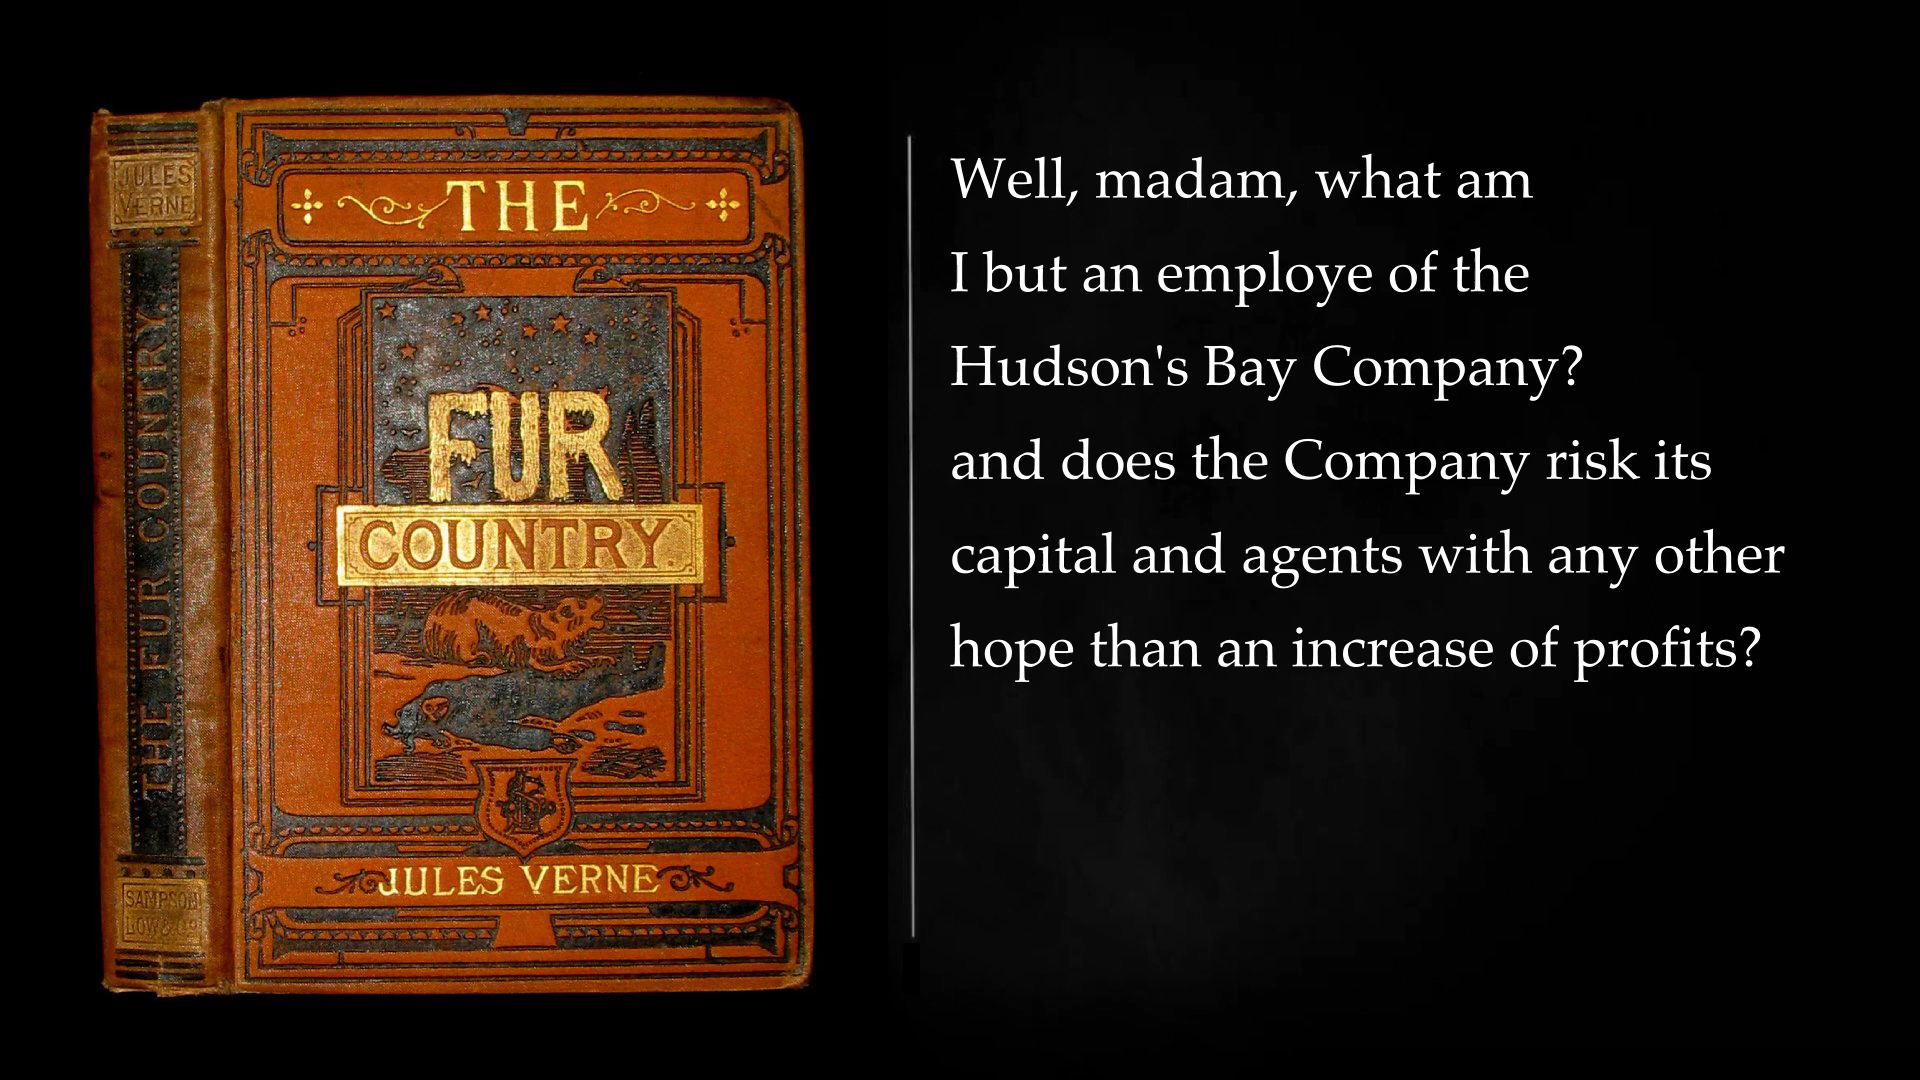 JULES
VERNE
THE FUR COUNTRY.
SAMPSON
LOW & Co
THE
FUR
COUNTRY.
JULES VERNE
Well, madam, what am
I but an employe of the
Hudson's Bay Company?
and does the Company risk its
capital and agents with any other
hope than an increase of profits?